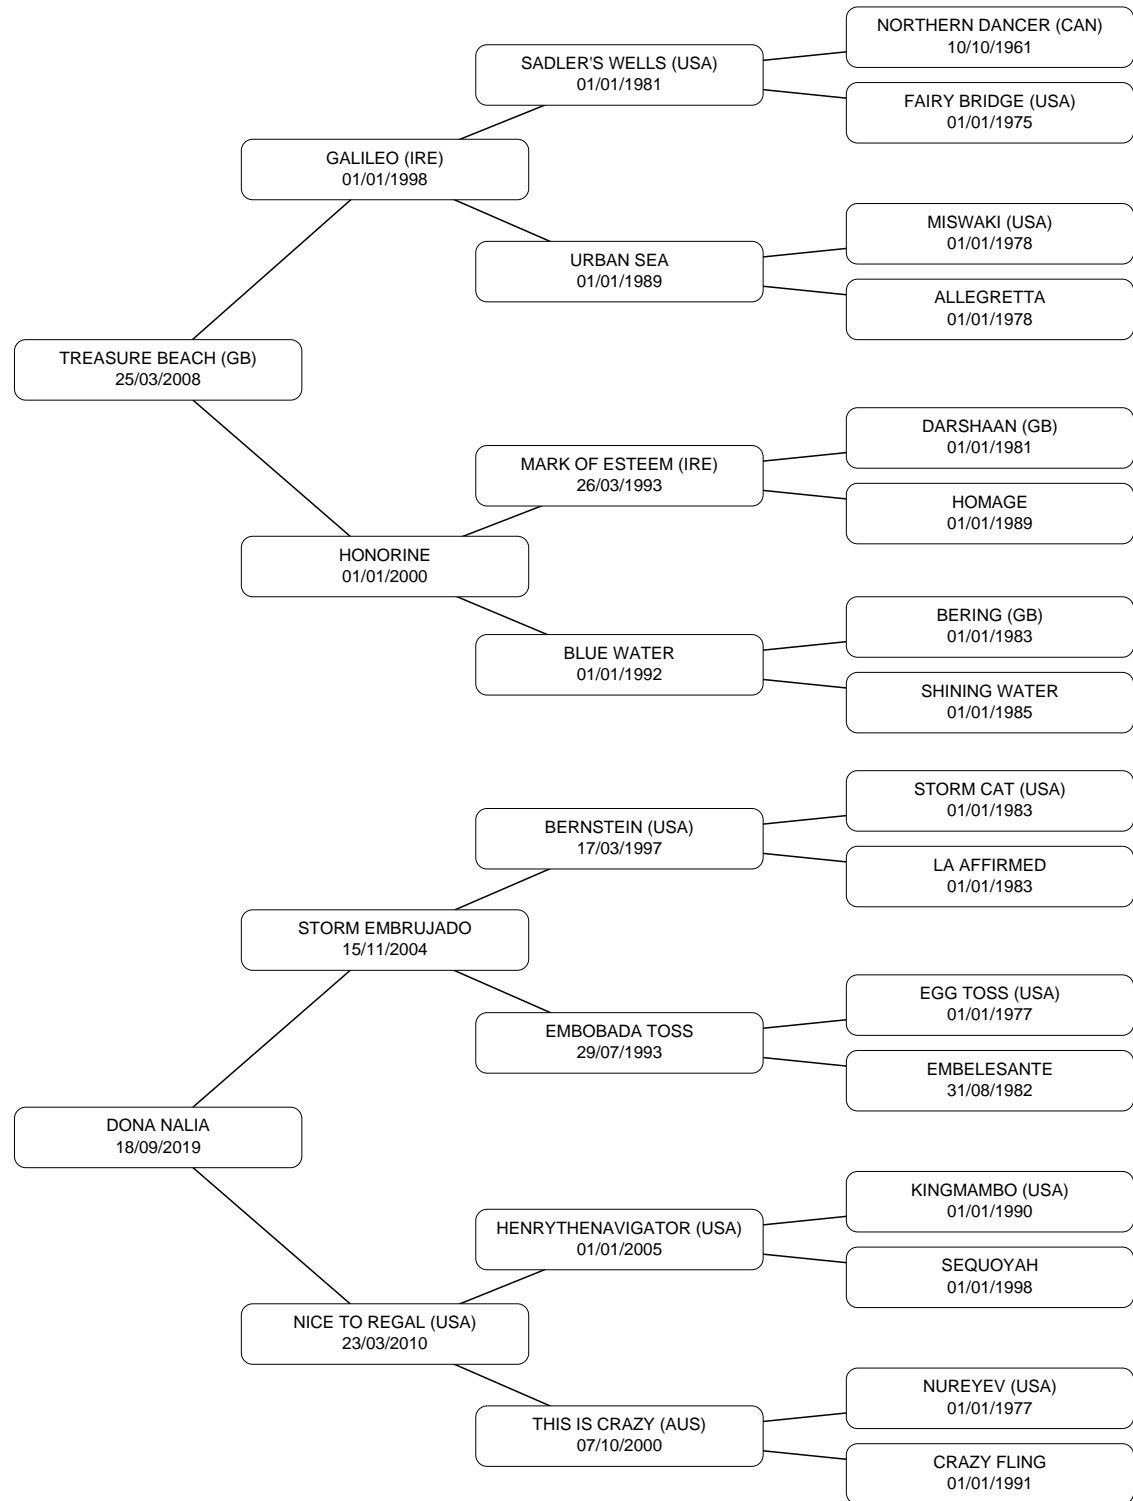 NORTHERN DANCER (CAN)
10/10/1961
SADLER'S WELLS (USA)
01/01/1981
FAIRY BRIDGE (USA)
01/01/1975
GALILEO (IRE)
01/01/1998
MISWAKI (USA)
01/01/1978
URBAN SEA
01/01/1989
ALLEGRETTA
01/01/1978
TREASURE BEACH (GB)
25/03/2008
DARSHAAN (GB)
01/01/1981
MARK OF ESTEEM (IRE)
26/03/1993
HOMAGE
01/01/1989
HONORINE
01/01/2000
BERING (GB)
01/01/1983
BLUE WATER
01/01/1992
SHINING WATER
01/01/1985
STORM CAT (USA)
01/01/1983
BERNSTEIN (USA)
17/03/1997
LA AFFIRMED
01/01/1983
STORM EMBRUJADO
15/11/2004
EGG TOSS (USA)
01/01/1977
EMBOBADA TOSS
29/07/1993
EMBELESANTE
31/08/1982
DONA NALIA
18/09/2019
KINGMAMBO (USA)
01/01/1990
HENRYTHENAVIGATOR (USA)
01/01/2005
SEQUOYAH
01/01/1998
NICE TO REGAL (USA)
23/03/2010
NUREYEV (USA)
01/01/1977
THIS IS CRAZY (AUS)
07/10/2000
CRAZY FLING
01/01/1991